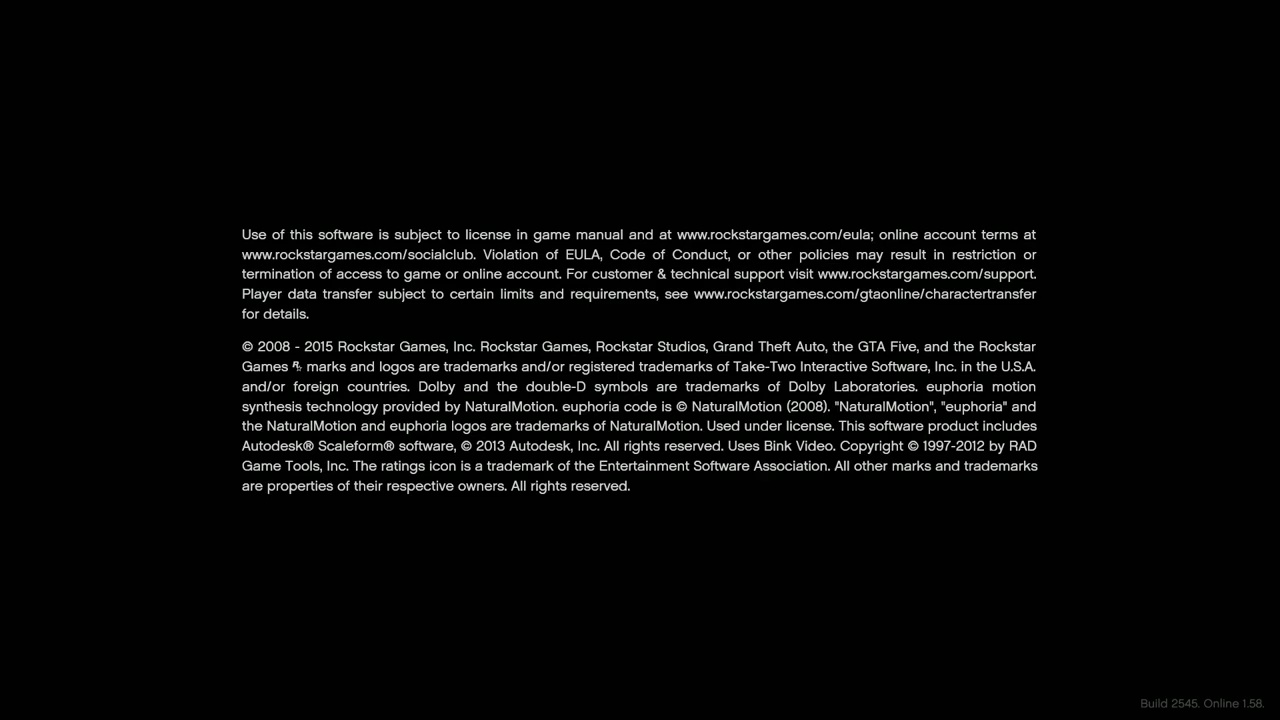 Use of this software is subject to license in game manual and at www.rockstargames.com/eula; online account terms at
www.rockstargames.com/socialclub. Violation of EULA, Code of Conduct, or other policies may result in restriction or
termination of access to game or online account. For customer & technical support visit www.rockstargames.com/support.
Player data transfer subject to certain limits and requirements, see www.rockstargames.com/gtaonline/charactertransfer
for details.
© 2008 - 2015 Rockstar Games, Inc. Rockstar Games, Rockstar Studios, Grand Theft Auto, the GTA Five, and the Rockstar
Games marks and logos are trademarks and/or registered trademarks of Take-Two Interactive Software, Inc. in the U.S.A.
and/or foreign countries. Dolby and the double-D symbols are trademarks of Dolby Laboratories. euphoria motion
synthesis technology provided by NaturalMotion. euphoria code is © NaturalMotion (2008). "NaturalMotion", "euphoria" and
the NaturalMotion and euphoria logos are trademarks of NaturalMotion. Used under license. This software product includes
Autodesk® Scaleform® software, © 2013 Autodesk, Inc. All rights reserved. Uses Bink Video. Copyright © 1997-2012 by RAD
Game Tools, Inc. The ratings icon is a trademark of the Entertainment Software Association. All other marks and trademarks
are properties of their respective owners. All rights reserved.
Build 2545. Online 1.58.